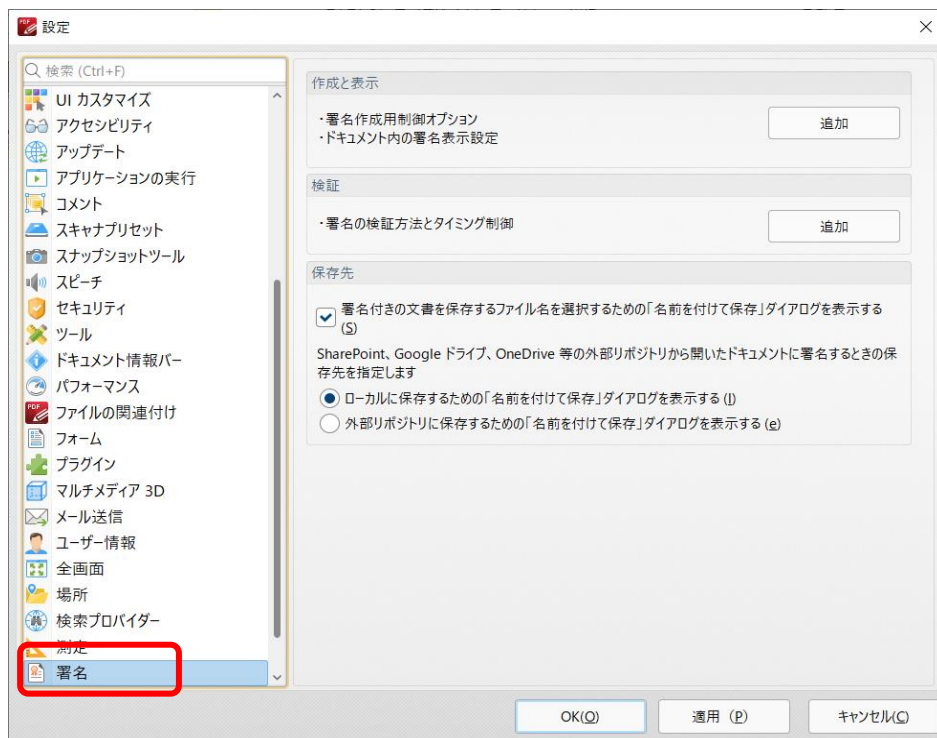 設定
検索 (Ctrl+F)
UI カスタマイズ
アクセシビリティ
アップデート
アプリケーションの実行
コメント
スキャナプリセット
スナップショットツール
スピーチ
セキュリティ
ツール
ドキュメント情報バー
パフォーマンス
ファイルの関連付け
フォーム
プラグイン
マルチメディア 3D
メール送信
ユーザー情報
全画面
場所
検索プロバイダー
測定
署名
作成と表示
・署名作成用制御オプション
・ドキュメント内の署名表示設定
追加
検証
・署名の検証方法とタイミング制御
追加
保存先
署名付きの文書を保存するファイル名を選択するための「名前を付けて保存」ダイアログを表示する
(S)
SharePoint、Google ドライブ、OneDrive 等の外部リポジトリから開いたドキュメントに署名するときの保
存先を指定します
ローカルに保存するための「名前を付けて保存」ダイアログを表示する (l)
外部リポジトリに保存するための「名前を付けて保存」ダイアログを表示する (e)
OK(O)
適用 (P)
キャンセル(C)